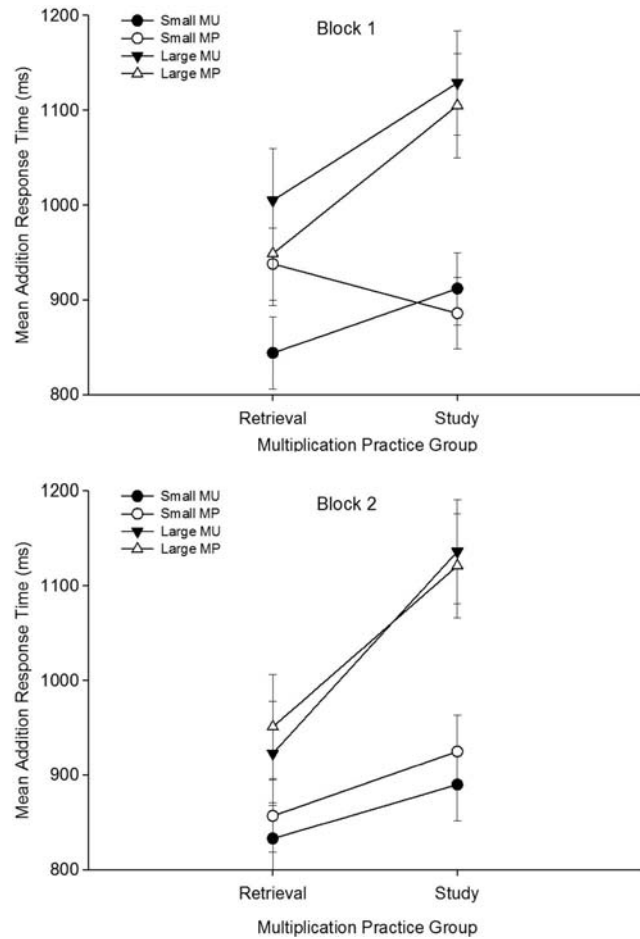 1200
Small MU
Block 1
Small MP
Large MU
Large MP
1100
1000
900
800
Mean Addition Response Time (ms)
Retrieval
Study
Multiplication Practice Group
1200
Small MU
Block 2
Small MP
Large MU
Large MP
1100
1000
900
800
Mean Addition Response Time (ms)
Retrieval
Study
Multiplication Practice Group